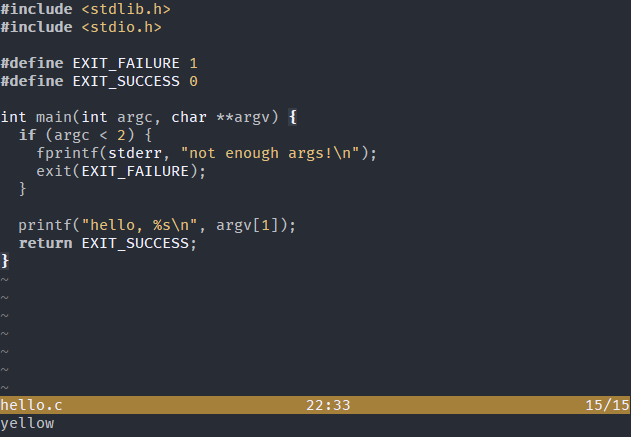 #include <stdlib.h>
#include <stdio.h>

#define EXIT_FAILURE 1
#define EXIT_SUCCESS 0

int main(int argc, char **argv) {
  if (argc < 2) {
    fprintf(stderr, "not enough args!\n");
    exit(EXIT_FAILURE);
  }

  printf("hello, %s\n", argv[1]);
  return EXIT_SUCCESS;
}
~
~
~
~
~
~
~
hello.c 22:33 15/15
yellow